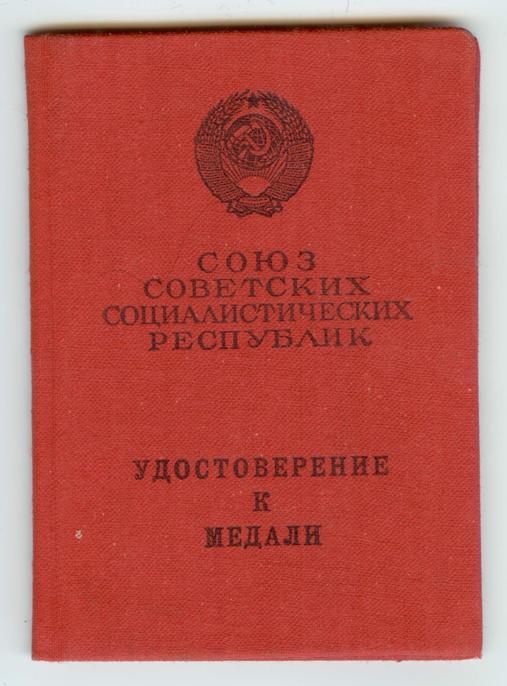 СОЮЗ
СОВЕТСКИХ
СОЦИАЛИСТИЧЕСКИХ
РЕСПУБЛИК
УДОСТОВЕРЕНИЕ
К
МЕДАЛИ